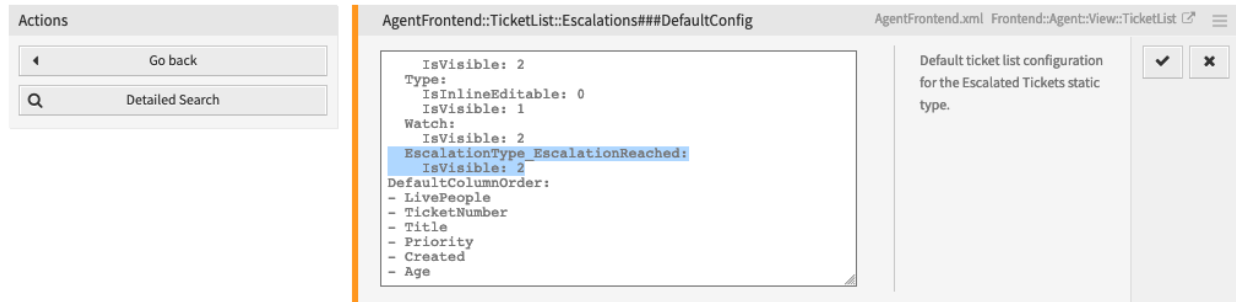 Actions
Go back
Detailed Search
AgentFrontend::TicketList::Escalations###DefaultConfig
AgentFrontend.xml Frontend::Agent::View::TicketList
IsVisible: 2
Type:
IsInlineEditable: 0
IsVisible: 1
Watch:
IsVisible: 2
EscalationType_EscalationReached:
IsVisible: 2
DefaultColumnOrder:
- LivePeople
- TicketNumber
- Title
- Priority
- Created
- Age
Default ticket list configuration
for the Escalated Tickets static
type.